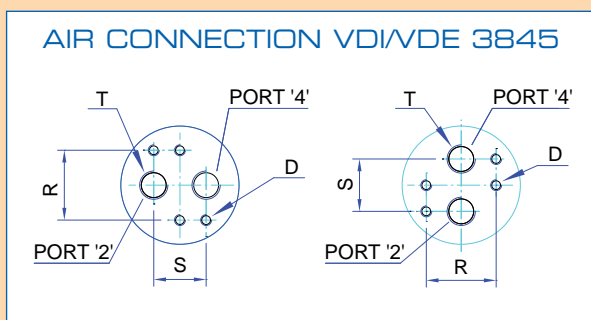 AIR CONNECTION VDI/VDE 3845
T PORT '4'
D
R
PORT '2'
S
T PORT '4'
D
S
PORT '2'
R